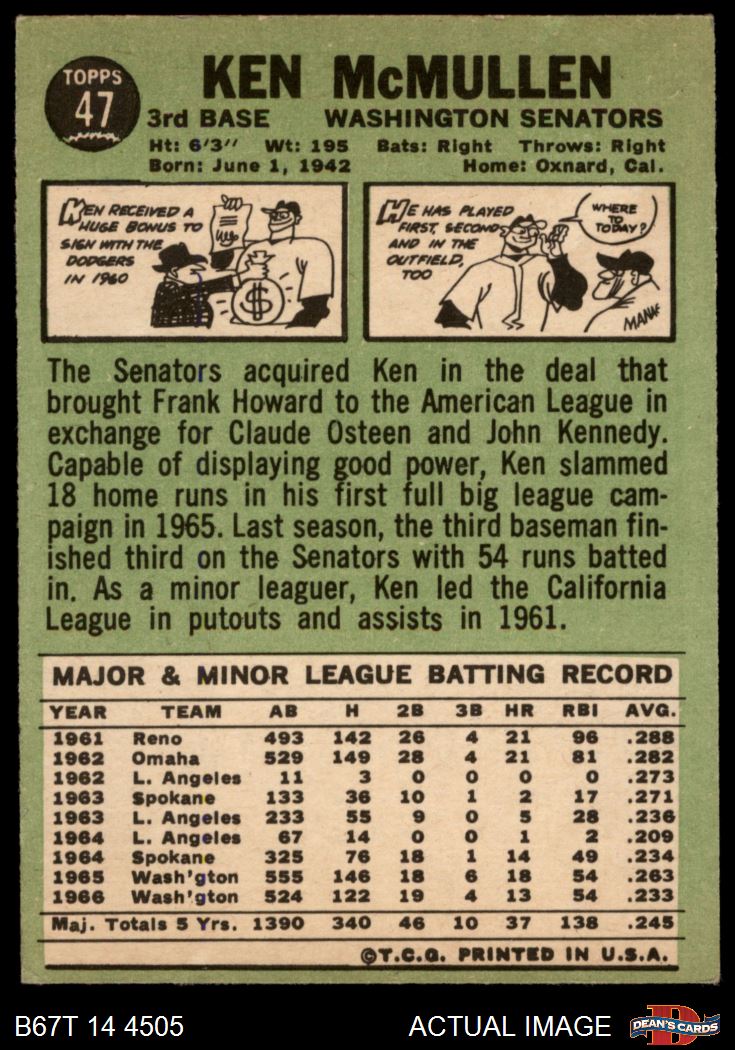 TOPPS
47
KEN McMULLEN
3rd BASE WASHINGTON SENATORS
Ht: 6'3" Wt: 195 Bats: Right Throws: Right
Born: June 1, 1942 Home: Oxnard, Cal.
KEN RECEIVED A
HUGE BONUS TO
SIGN WITH THE
DODGERS
IN 1960
$
HE HAS PLAYED
FIRST, SECOND
AND IN THE
OUTFIELD,
TOO
WHERE
TO
TODAY?
The Senators acquired Ken in the deal that
brought Frank Howard to the American League in
exchange for Claude Osteen and John Kennedy.
Capable of displaying good power, Ken slammed
18 home runs in his first full big league cam-
paign in 1965. Last season, the third baseman fin-
ished third on the Senators with 54 runs batted
in. As a minor leaguer, Ken led the California
League in putouts and assists in 1961.
MAJOR & MINOR LEAGUE BATTING RECORD
YEAR TEAM AB H 2B 3B HR RBI AVG.
1961 Reno 493 142 26 4 21 96 .288
1962 Omaha 529 149 28 4 21 81 .282
1962 L. Angeles 11 3 0 0 0 0 .273
1963 Spokane 133 36 10 1 2 17 .271
1963 L. Angeles 233 55 9 0 5 28 .236
1964 L. Angeles 67 14 0 0 1 2 .209
1964 Spokane 325 76 18 1 14 49 .234
1965 Wash'gton 555 146 18 6 18 54 .263
1966 Wash'gton 524 122 19 4 13 54 .233
Maj. Totals 5 Yrs. 1390 340 46 10 37 138 .245
©T.C.G. PRINTED IN U.S.A.
B67T 14 4505 ACTUAL IMAGE
D
DEAN'S CARDS